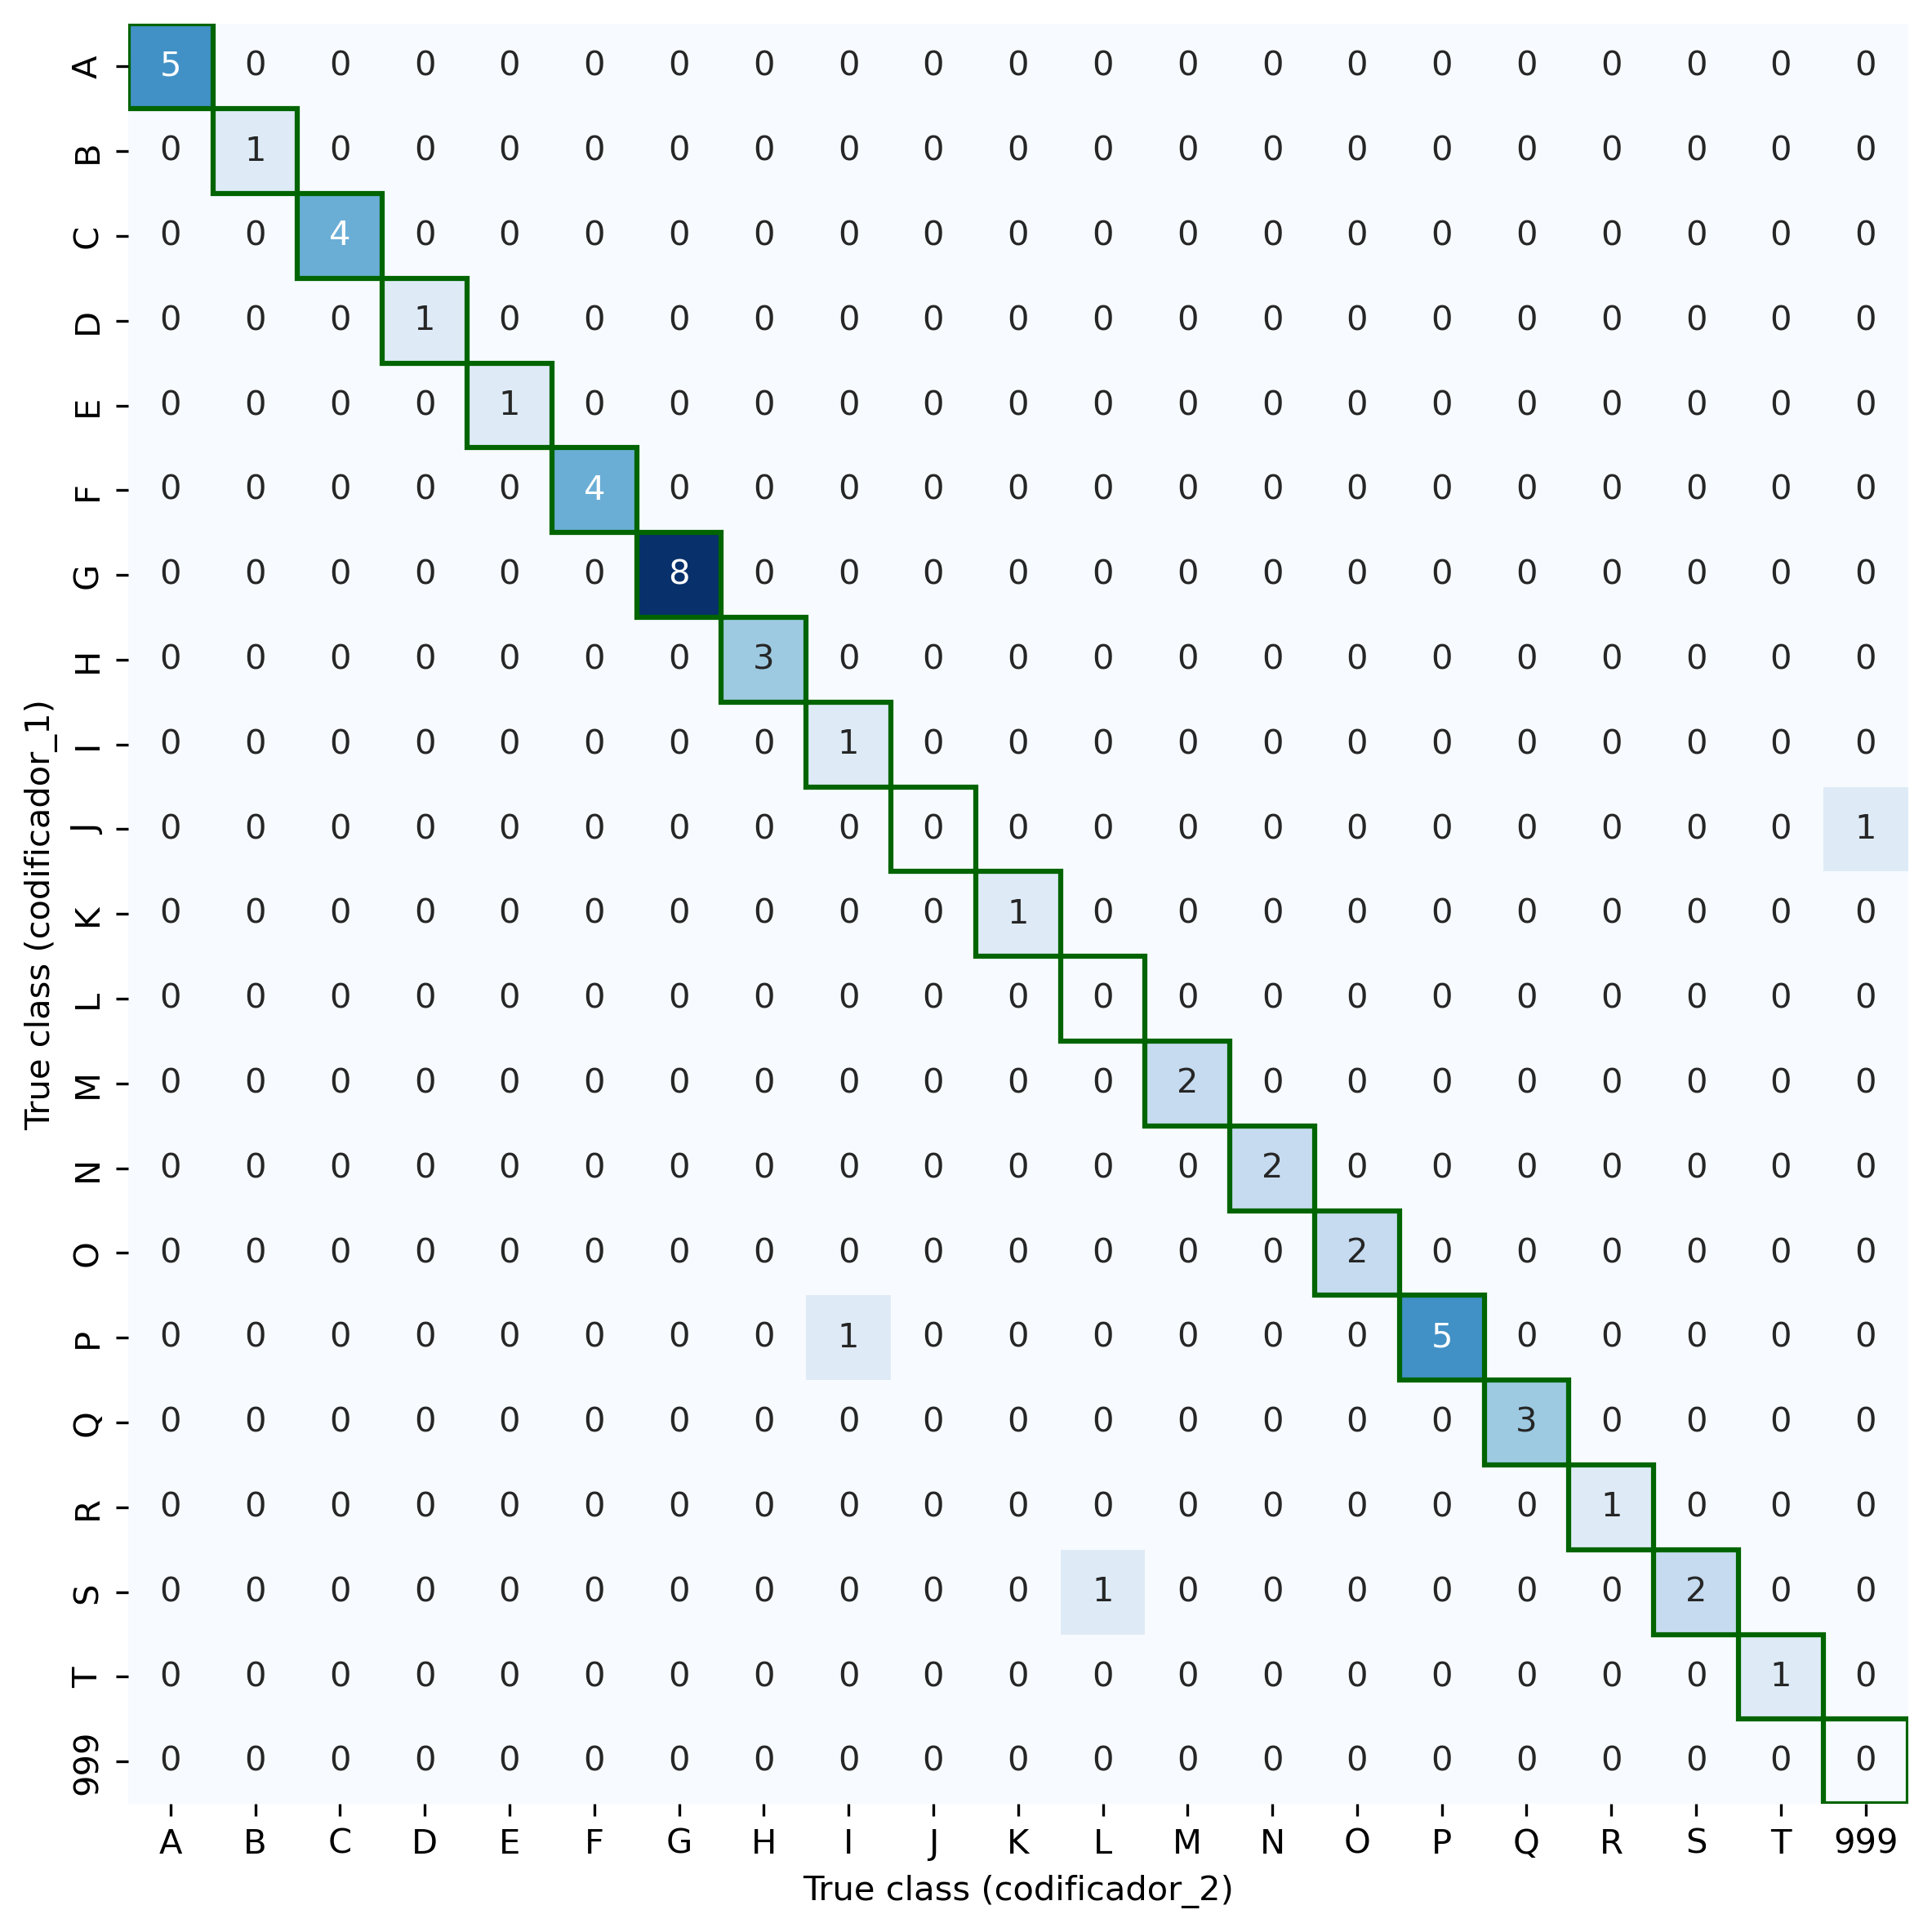 A 5 0 0 0 0 0 0 0 0 0 0 0 0 0 0 0 0 0 0 0 0
B 0 1 0 0 0 0 0 0 0 0 0 0 0 0 0 0 0 0 0 0 0
C 0 0 4 0 0 0 0 0 0 0 0 0 0 0 0 0 0 0 0 0 0
D 0 0 0 1 0 0 0 0 0 0 0 0 0 0 0 0 0 0 0 0 0
E 0 0 0 0 1 0 0 0 0 0 0 0 0 0 0 0 0 0 0 0 0
F 0 0 0 0 0 4 0 0 0 0 0 0 0 0 0 0 0 0 0 0 0
G 0 0 0 0 0 0 8 0 0 0 0 0 0 0 0 0 0 0 0 0 0
H 0 0 0 0 0 0 0 3 0 0 0 0 0 0 0 0 0 0 0 0 0
I 0 0 0 0 0 0 0 0 1 0 0 0 0 0 0 0 0 0 0 0 0
J 0 0 0 0 0 0 0 0 0 0 0 0 0 0 0 0 0 0 0 0 1
K 0 0 0 0 0 0 0 0 0 0 1 0 0 0 0 0 0 0 0 0 0
L 0 0 0 0 0 0 0 0 0 0 0 0 0 0 0 0 0 0 0 0 0
M 0 0 0 0 0 0 0 0 0 0 0 0 2 0 0 0 0 0 0 0 0
N 0 0 0 0 0 0 0 0 0 0 0 0 0 2 0 0 0 0 0 0 0
O 0 0 0 0 0 0 0 0 0 0 0 0 0 0 2 0 0 0 0 0 0
P 0 0 0 0 0 0 0 0 1 0 0 0 0 0 0 5 0 0 0 0 0
Q 0 0 0 0 0 0 0 0 0 0 0 0 0 0 0 0 3 0 0 0 0
R 0 0 0 0 0 0 0 0 0 0 0 0 0 0 0 0 0 1 0 0 0
S 0 0 0 0 0 0 0 0 0 0 0 1 0 0 0 0 0 0 2 0 0
T 0 0 0 0 0 0 0 0 0 0 0 0 0 0 0 0 0 0 0 1 0
999 0 0 0 0 0 0 0 0 0 0 0 0 0 0 0 0 0 0 0 0 0
A B C D E F G H I J K L M N O P Q R S T 999
True class (codificador_2)
True class (codificador_1)